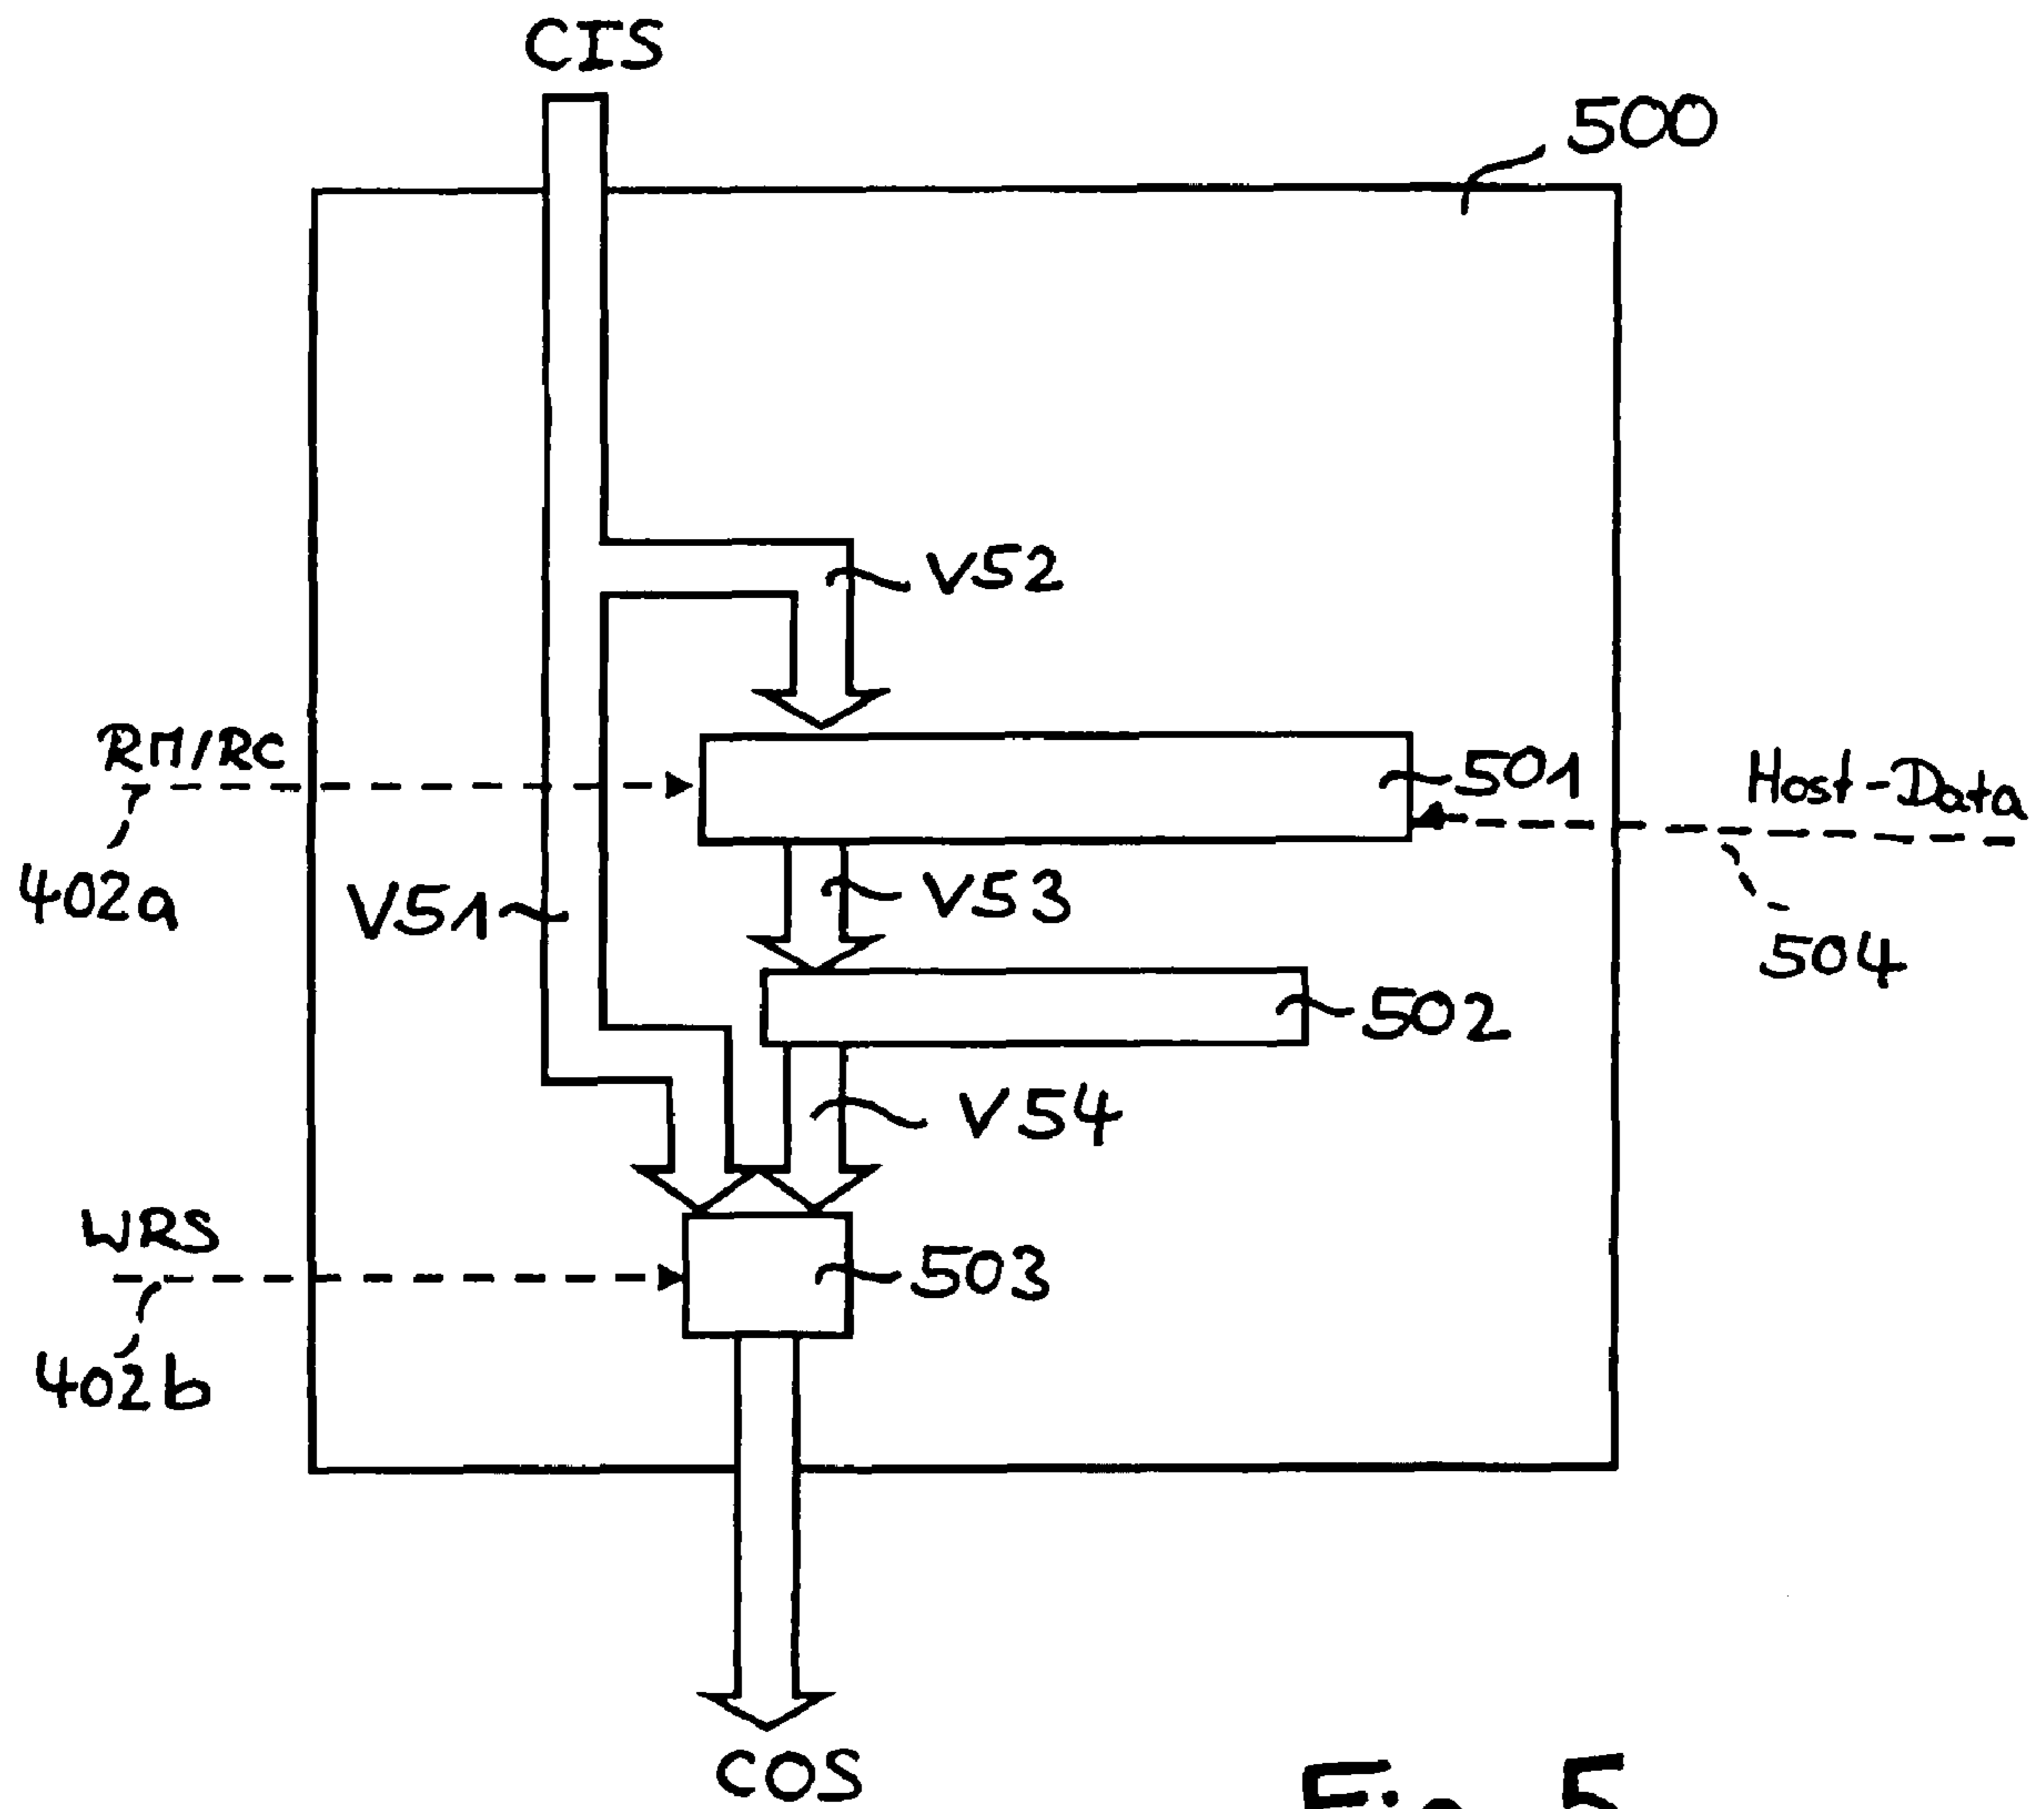 CIS
500
V52
RM/RC
501
Host-Data
402a
V51
V53
504
502
V54
WRS
503
402b
COS
Fig. 5